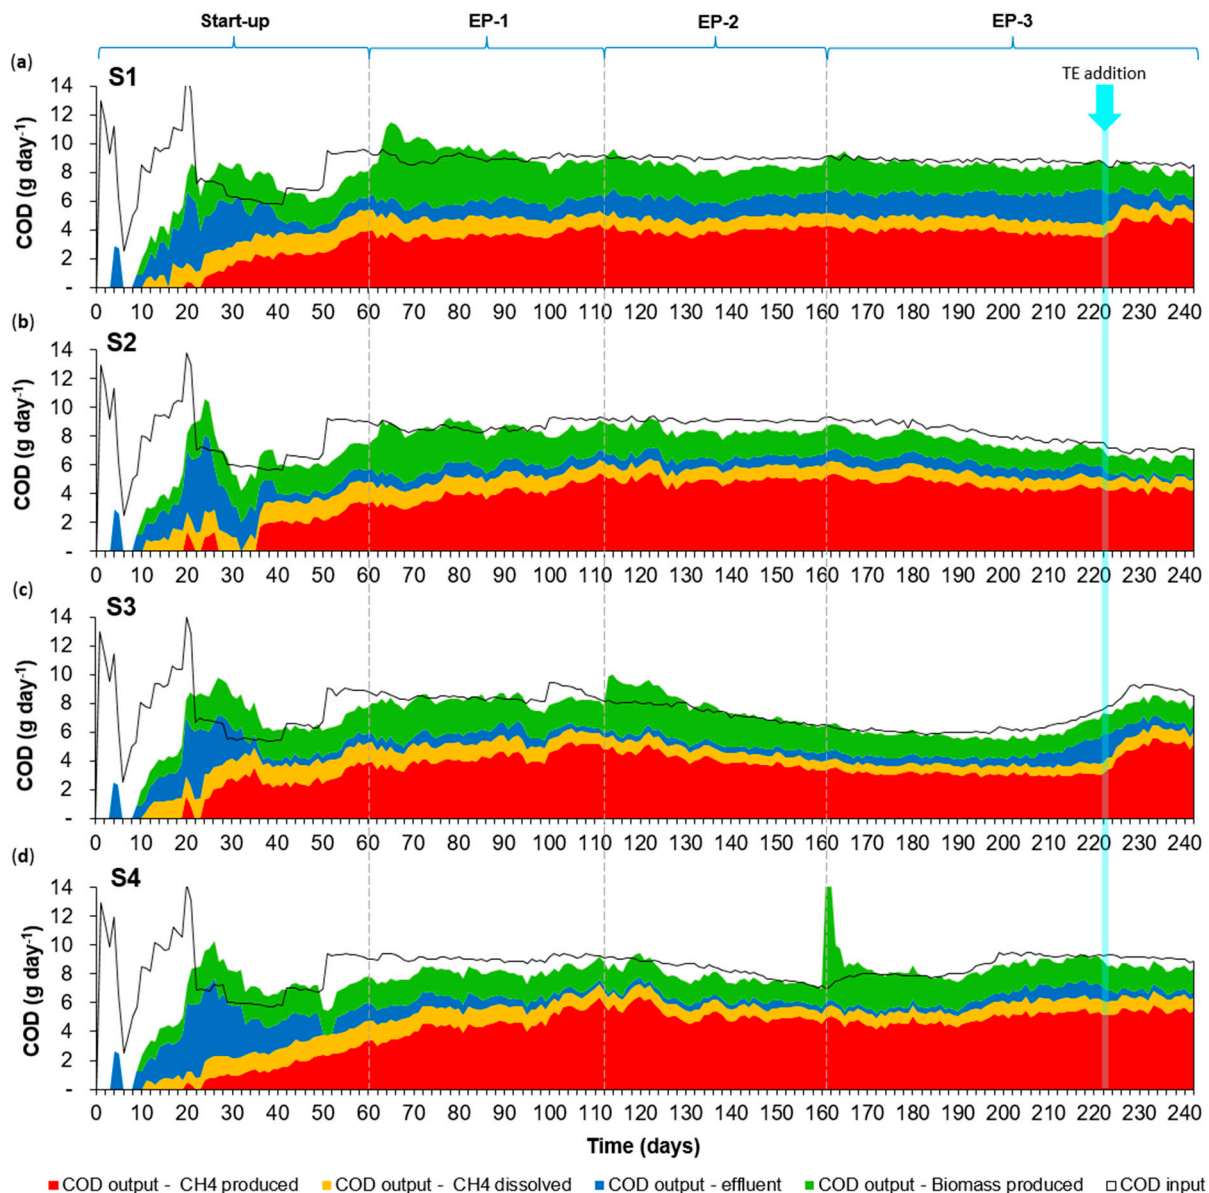 Start-up EP-1 EP-2 EP-3
(a)
S1
TE addition
COD (g day-1)
14
12
10
8
6
4
2
-
0 10 20 30 40 50 60 70 80 90 100 110 120 130 140 150 160 170 180 190 200 210 220 230 240
(b)
S2
COD (g day-1)
14
12
10
8
6
4
2
-
0 10 20 30 40 50 60 70 80 90 100 110 120 130 140 150 160 170 180 190 200 210 220 230 240
(c)
S3
COD (g day-1)
14
12
10
8
6
4
2
-
0 10 20 30 40 50 60 70 80 90 100 110 120 130 140 150 160 170 180 190 200 210 220 230 240
(d)
S4
COD (g day-1)
14
12
10
8
6
4
2
-
0 10 20 30 40 50 60 70 80 90 100 110 120 130 140 150 160 170 180 190 200 210 220 230 240
Time (days)
COD output - CH4 produced COD output - CH4 dissolved COD output - effluent COD output - Biomass produced COD input